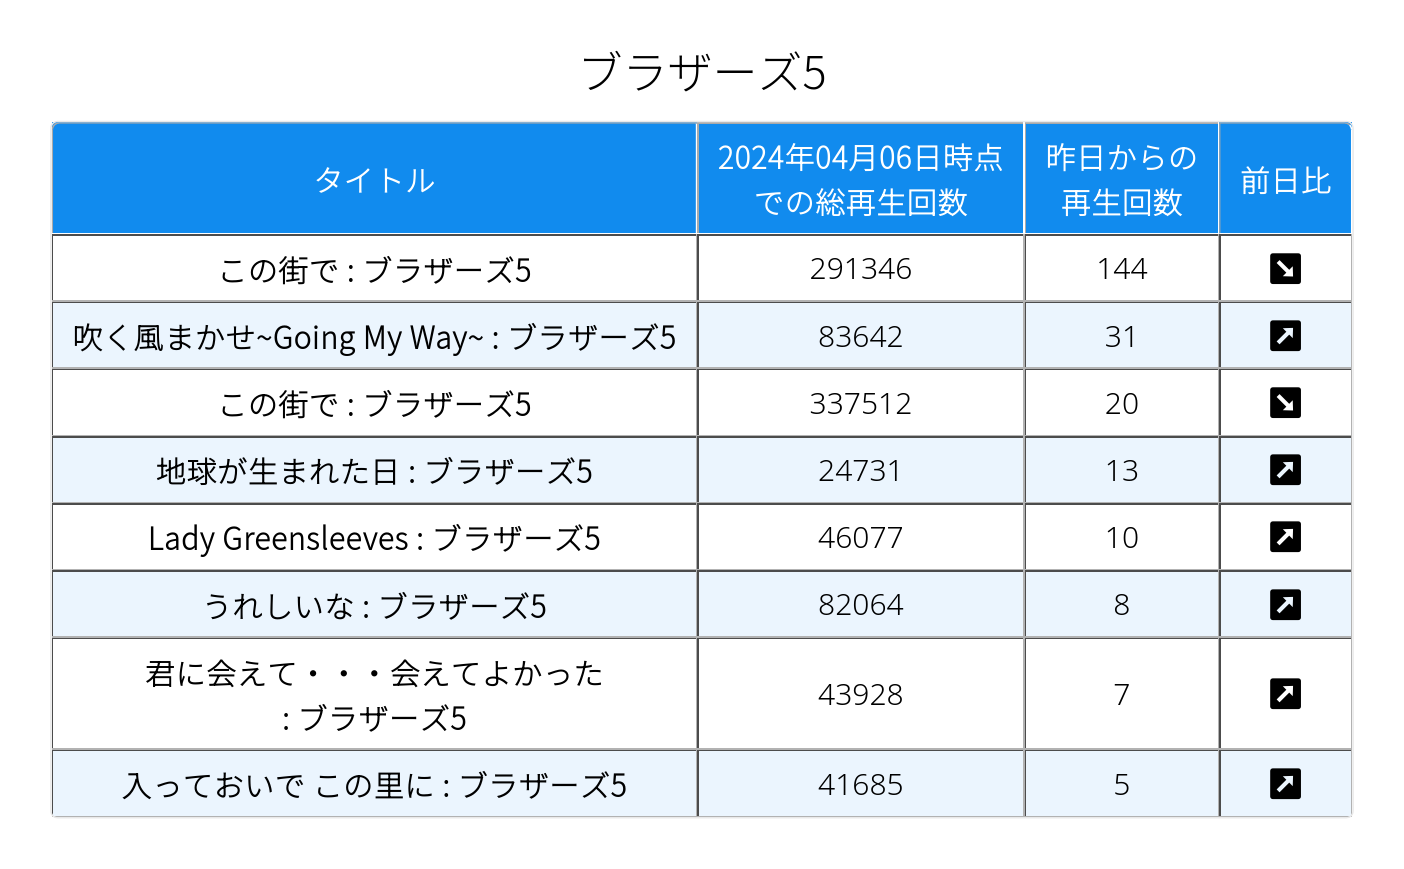 ブラザーズ5
タイトル
2024年04月06日時点
での総再生回数
昨日からの
再生回数
前日比
この街で : ブラザーズ5
291346
144
吹く風まかせ~Going My Way~ : ブラザーズ5
83642
31
この街で : ブラザーズ5
337512
20
地球が生まれた日 : ブラザーズ5
24731
13
Lady Greensleeves : ブラザーズ5
46077
10
うれしいな : ブラザーズ5
82064
8
君に会えて・・・会えてよかった
: ブラザーズ5
43928
7
入っておいで この里に : ブラザーズ5
41685
5